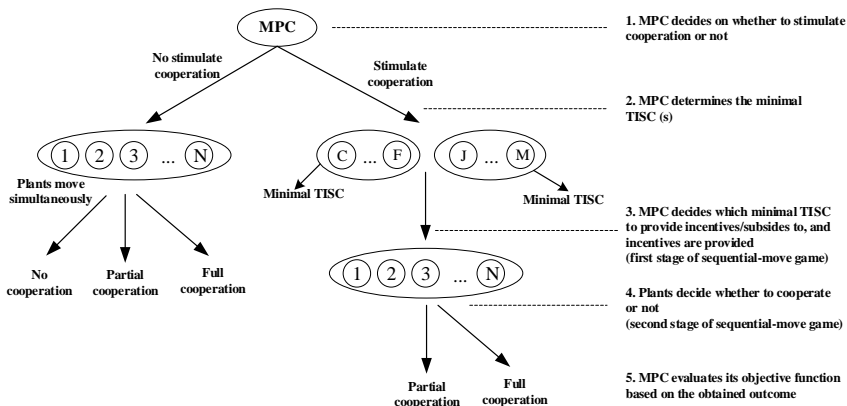 MPC
1. MPC decides on whether to stimulate
cooperation or not
No stimulate
cooperation
Stimulate
cooperation
2. MPC determines the minimal
TISC (s)
1 2 3 ... N
C ... F
J ... M
Plants move
simultaneously
Minimal TISC
Minimal TISC
3. MPC decides which minimal TISC
to provide incentives/subsides to, and
incentives are provided
(first stage of sequential-move game)
No
cooperation
Partial
cooperation
Full
cooperation
1 2 3 ... N
4. Plants decide whether to cooperate
or not
(second stage of sequential-move game)
Partial
cooperation
Full
cooperation
5. MPC evaluates its objective function
based on the obtained outcome